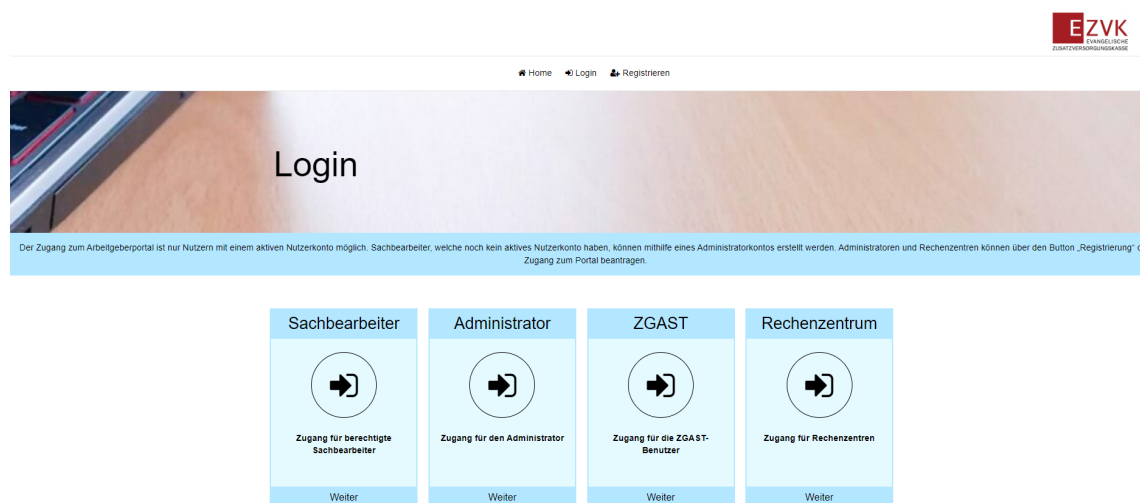 EZVK
EVANGELISCHE
ZUSATZVERSORGUNGSKASSE
Home Login Registrieren
Login
Der Zugang zum Arbeitgeberportal ist nur Nutzern mit einem aktiven Nutzerkonto möglich. Sachbearbeiter, welche noch kein aktives Nutzerkonto haben, können mithilfe eines Administratorkontos erstellt werden. Administratoren und Rechenzentren können über den Button „Registrierung“
Zugang zum Portal beantragen.
Sachbearbeiter Administrator ZGAST Rechenzentrum
Zugang für berechtigte Zugang für den Administrator Zugang für die ZGAST- Zugang für Rechenzentren
Sachbearbeiter Benutzer
Weiter Weiter Weiter Weiter